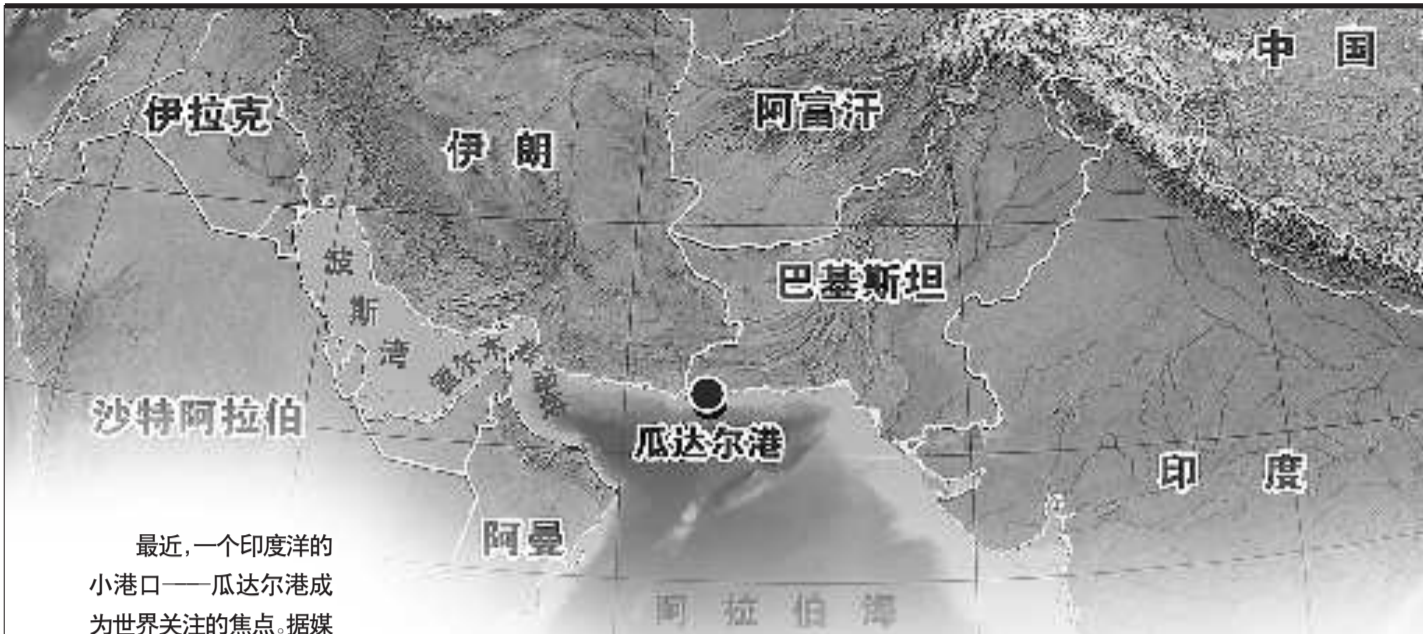 中 国
伊拉克
伊 朗
阿富汗
波斯湾
巴基斯坦
霍尔木兹海峡
沙特阿拉伯
瓜达尔港
印 度
阿曼
阿 拉 伯 海
最近,一个印度洋的
小港口——瓜达尔港成
为世界关注的焦点。据媒